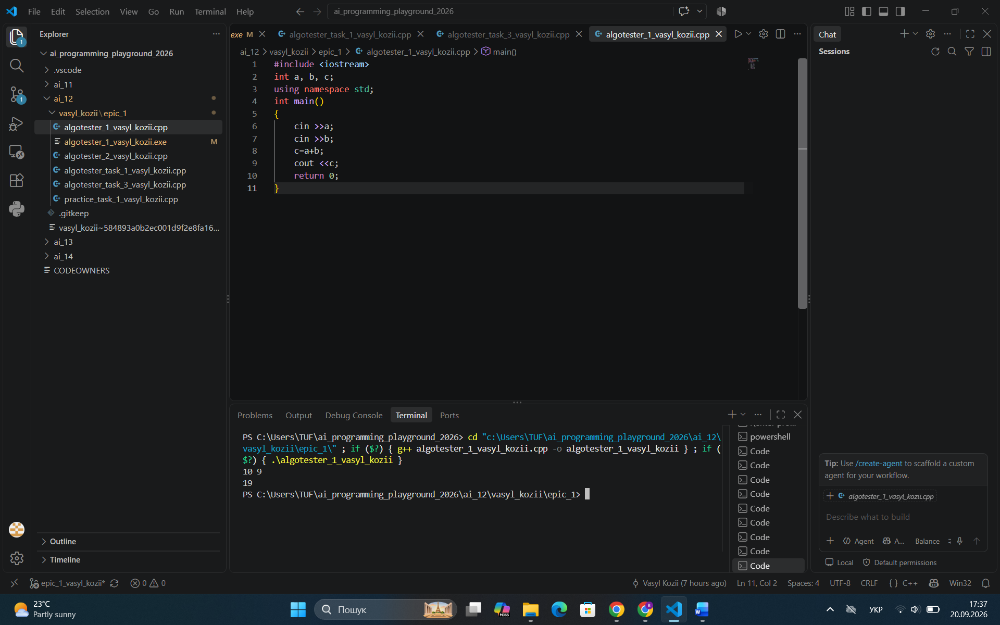 File Edit Selection View Go Run Terminal Help
ai_programming_playground_2026
Explorer
ai_programming_playground_2026
.vscode
ai_11
ai_12
vasyl_kozii\epic_1
algotester_1_vasyl_kozii.cpp
algotester_1_vasyl_kozii.exe M
algotester_2_vasyl_kozii.cpp
algotester_task_1_vasyl_kozii.cpp
algotester_task_3_vasyl_kozii.cpp
practice_task_1_vasyl_kozii.cpp
.gitkeep
vasyl_kozii~584893a0b2ec001d9f2e8fa16...
ai_13
ai_14
CODEOWNERS
Outline
Timeline
exe M algotester_task_1_vasyl_kozii.cpp algotester_task_3_vasyl_kozii.cpp algotester_1_vasyl_kozii.cpp
ai_12 > vasyl_kozii > epic_1 > algotester_1_vasyl_kozii.cpp > main()
1 #include <iostream>
2 int a, b, c;
3 using namespace std;
4 int main()
5 {
6 cin >>a;
7 cin >>b;
8 c=a+b;
9 cout <<c;
10 return 0;
11 }
Problems Output Debug Console Terminal Ports
PS C:\Users\TUF\ai_programming_playground_2026> cd "c:\Users\TUF\ai_programming_playground_2026\ai_12\
vasyl_kozii\epic_1\" ; if ($?) { g++ algotester_1_vasyl_kozii.cpp -o algotester_1_vasyl_kozii } ; if (
$?) { .\algotester_1_vasyl_kozii }
10 9
19
PS C:\Users\TUF\ai_programming_playground_2026\ai_12\vasyl_kozii\epic_1>
powershell
Code
Code
Code
Code
Code
Code
Code
Code
Code
Chat
Sessions
Tip: Use /create-agent to scaffold a custom
agent for your workflow.
algotester_1_vasyl_kozii.cpp
Describe what to build
Agent A... Balance
Local Default permissions
1
1
epic_1_vasyl_kozii* 0 0
Vasyl Kozii (7 hours ago) Ln 11, Col 2 Spaces: 4 UTF-8 CRLF {} C++ Win32
23°C
Partly sunny
Пошук
M365
УКР
17:37
20.09.2026